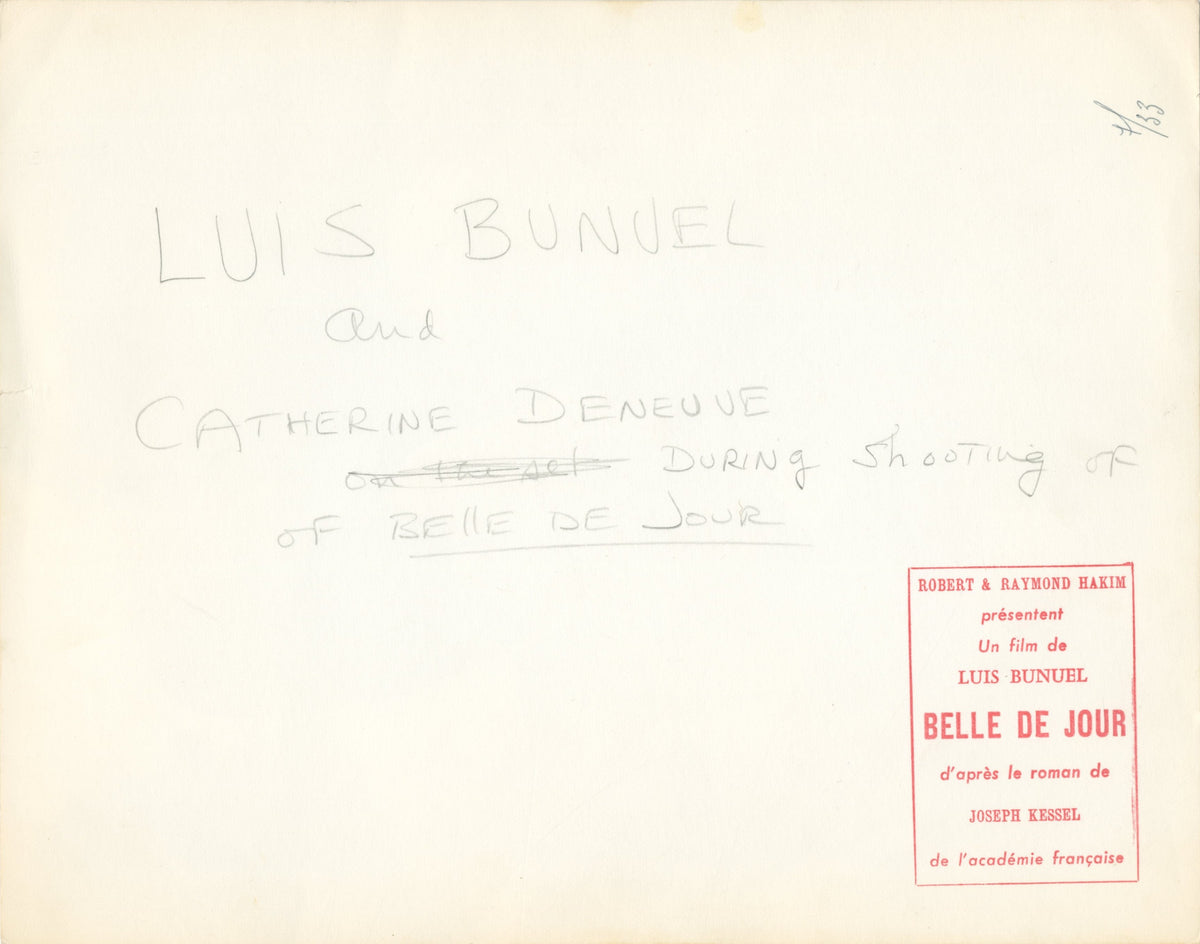 7/33
LUIS BUNUEL
and
CATHERINE DENEUVE
on the set DURING Shooting of
of BEllE DE JOUR
ROBERT & RAYMOND HAKIM
présentent
Un film de
LUIS BUNUEL
BELLE DE JOUR
d'après le roman de
JOSEPH KESSEL
de l'académie française